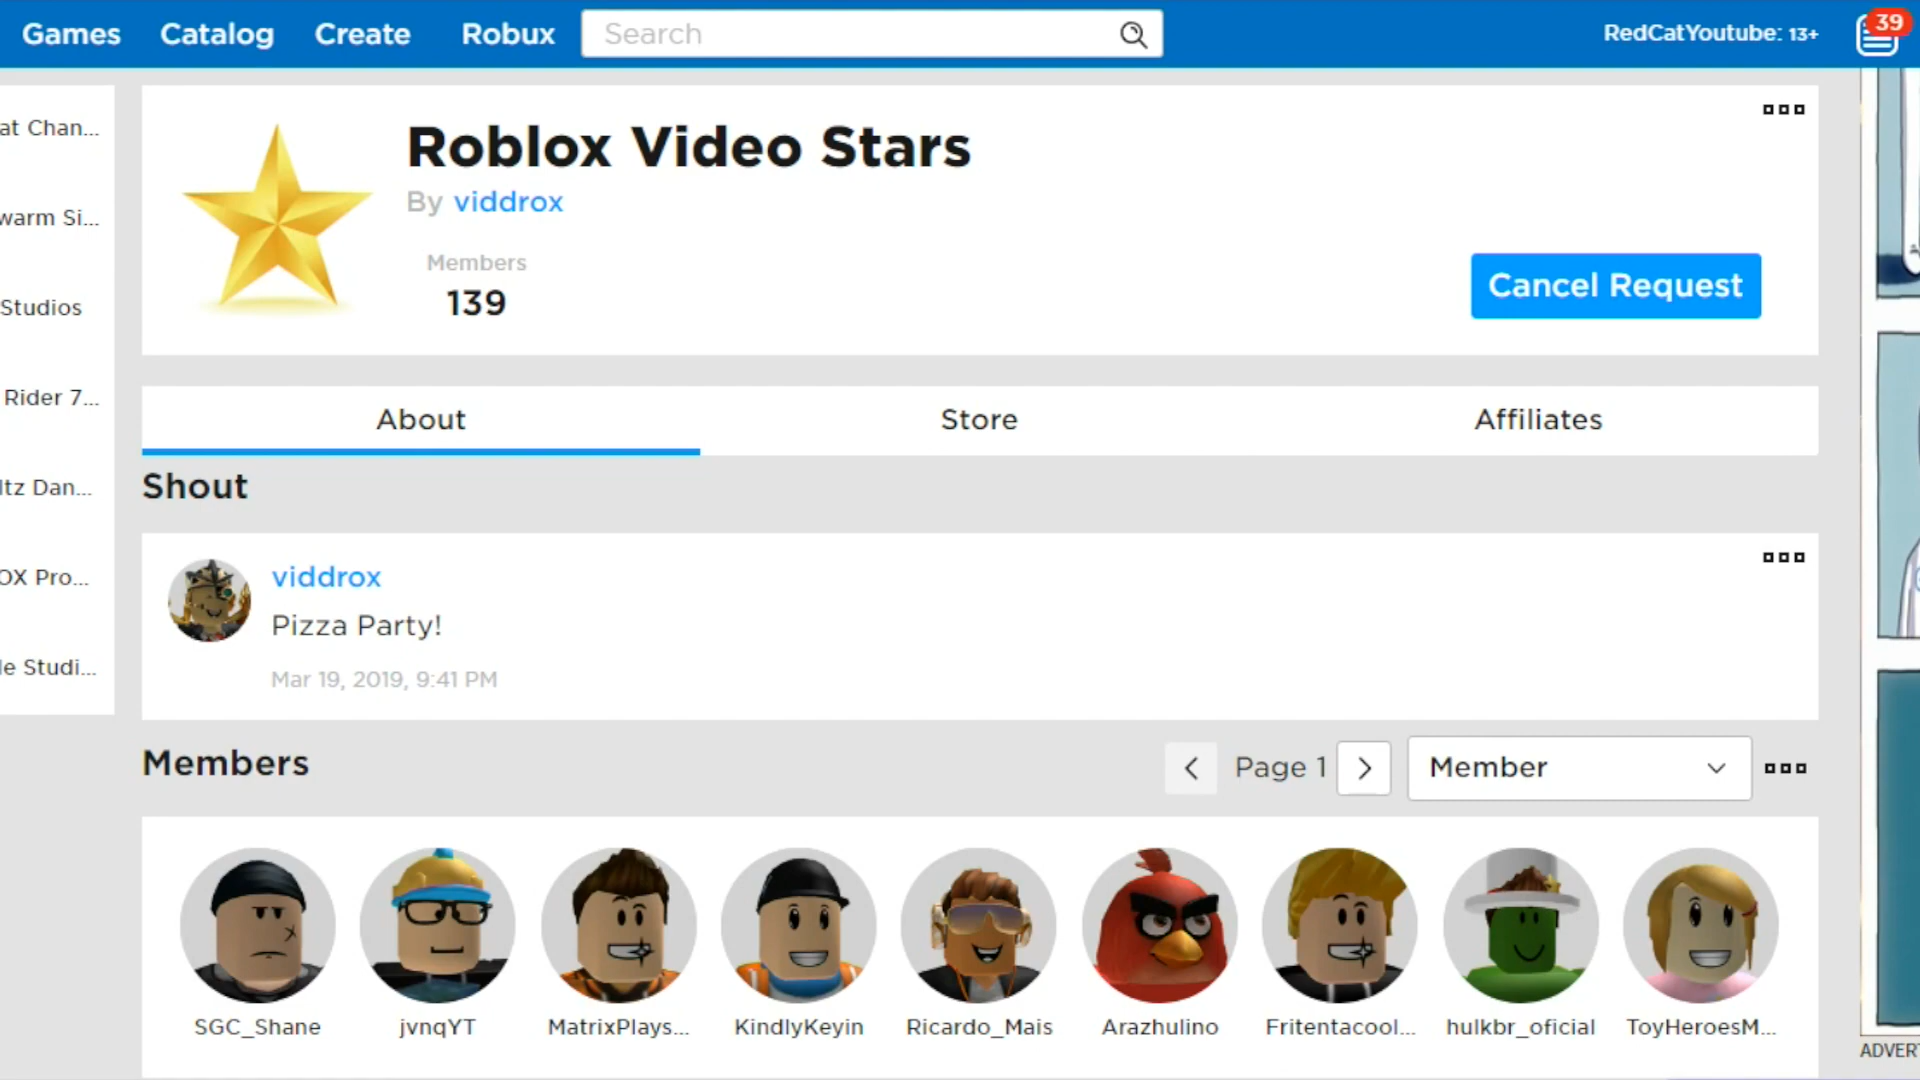 Games Catalog Create Robux Search RedCatYoutube: 13+ 39
at Chan...
warm Si...
Studios
Rider 7...
ltz Dan...
OX Pro...
le Studi...
Roblox Video Stars
By viddrox
Members
139
Cancel Request
About Store Affiliates
Shout
viddrox
Pizza Party!
Mar 19, 2019, 9:41 PM
Members Page 1 Member
SGC_Shane jvnqYT MatrixPlays... KindlyKeyin Ricardo_Mais Arazhulino Fritentacool... hulkbr_oficial ToyHeroesM...
ADVERT